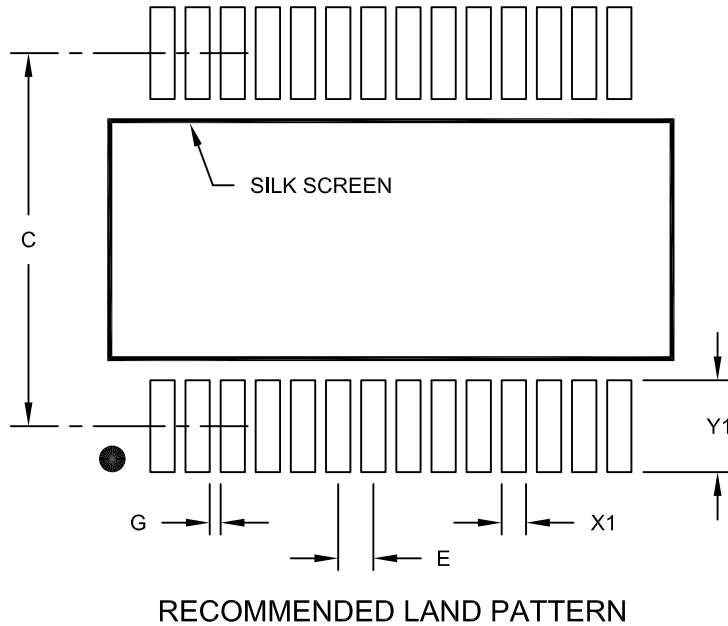 SILK SCREEN
C
Y1
G
X1
E
RECOMMENDED LAND PATTERN